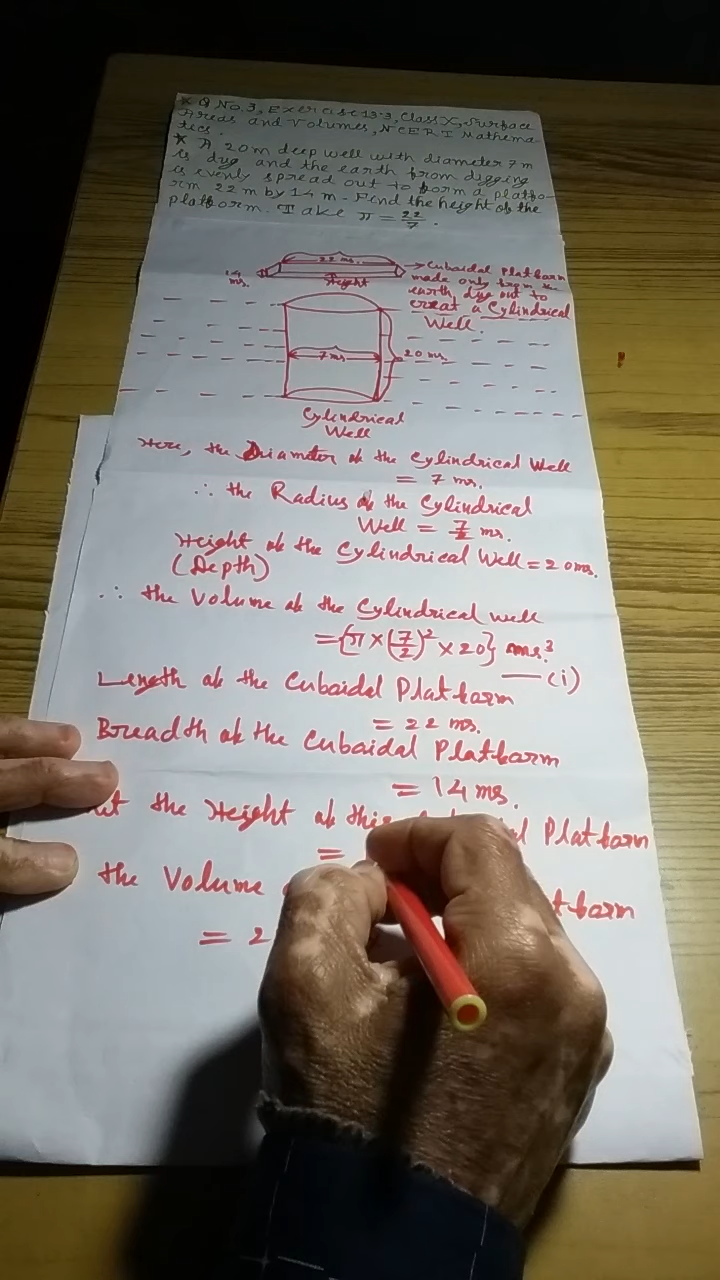 * Q No. 3, Exercise 13.3, Class X, Surface
Areas and Volumes, NCERT Mathema-
tics.
* A 20m deep well with diameter 7m
is dug and the earth from digging
is evenly spread out to form a platfo-
rm 22m by 14m. Find the height of the
platform. Take π = 22/7.
22 ms.
14
ms.
Height
→ Cuboidal Platform
made only from the
earth, dug out to
creat a Cylindrical
Well.
7 ms
20 ms.
Cylindrical
Well
Here, the Diameter of the Cylindrical Well
= 7 ms.
∴ the Radius of the Cylindrical
Well = 7/2 ms.
Height of the Cylindrical Well = 20 ms.
(Depth)
∴ the Volume of the Cylindrical Well
= {π × (7/2)² × 20} ms.³
— (i)
Length of the Cuboidal Platform
= 22 ms.
Breadth of the Cuboidal Platform
= 14 ms.
the Height of this Platform
=
the Volume
= 2